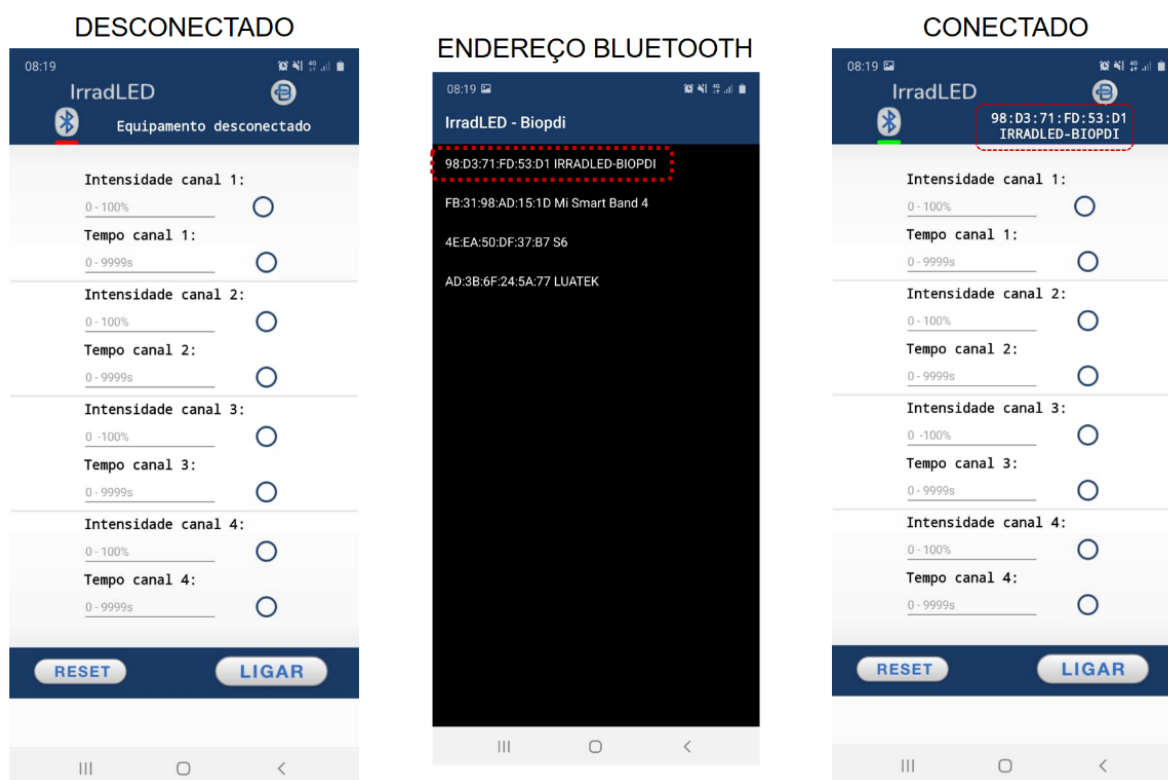 DESCONECTADO
08:19
IrradLED
Equipamento desconectado
Intensidade canal 1:
0 - 100%
Tempo canal 1:
0 - 9999s
Intensidade canal 2:
0 - 100%
Tempo canal 2:
0 - 9999s
Intensidade canal 3:
0 -100%
Tempo canal 3:
0 - 9999s
Intensidade canal 4:
0 - 100%
Tempo canal 4:
0 - 9999s
RESET
LIGAR
ENDEREÇO BLUETOOTH
08:19
IrradLED - Biopdi
98:D3:71:FD:53:D1 IRRADLED-BIOPDI
FB:31:98:AD:15:1D Mi Smart Band 4
4E:EA:50:DF:37:B7 S6
AD:3B:6F:24:5A:77 LUATEK
CONECTADO
08:19
IrradLED
98:D3:71:FD:53:D1
IRRADLED-BIOPDI
Intensidade canal 1:
0 - 100%
Tempo canal 1:
0 - 9999s
Intensidade canal 2:
0 - 100%
Tempo canal 2:
0 - 9999s
Intensidade canal 3:
0 -100%
Tempo canal 3:
0 - 9999s
Intensidade canal 4:
0 - 100%
Tempo canal 4:
0 - 9999s
RESET
LIGAR